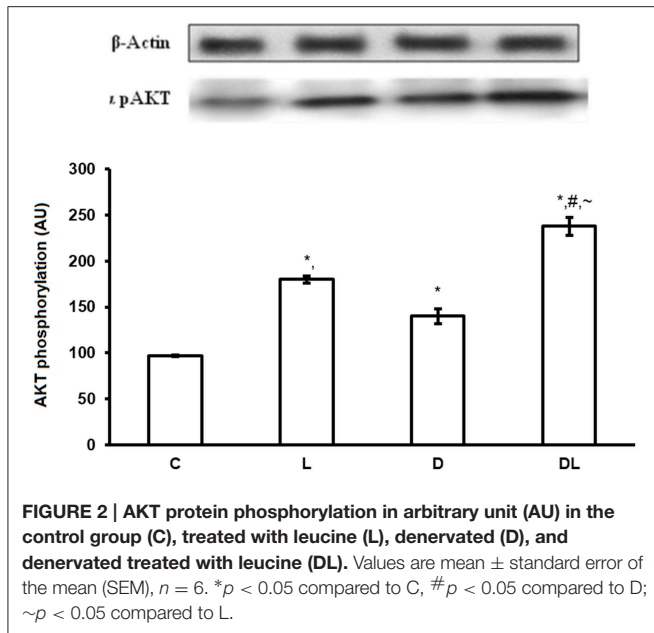 β-Actin
ι pAKT
300
250
200
150
100
50
0
AKT phosphorylation (AU)
*,
*
*,#,~
C L D DL
FIGURE 2 | AKT protein phosphorylation in arbitrary unit (AU) in the
control group (C), treated with leucine (L), denervated (D), and
denervated treated with leucine (DL). Values are mean ± standard error of
the mean (SEM), n = 6. *p < 0.05 compared to C, #p < 0.05 compared to D;
~p < 0.05 compared to L.